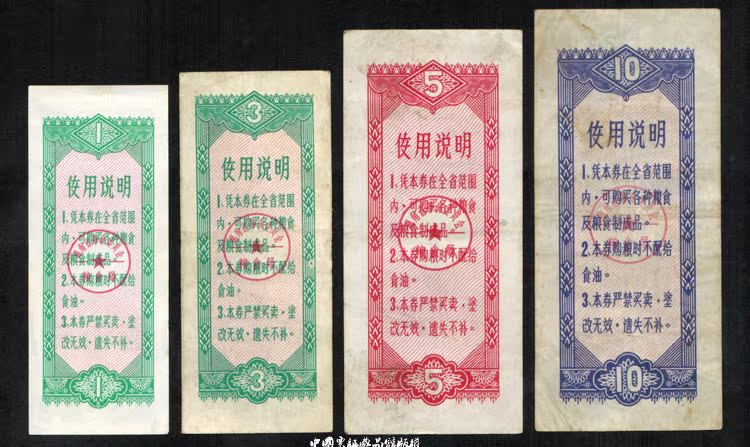 1
使用说明
1.凭本券在全省范围
内，可购买各种粮食
及粮食制成品。
2.本券购粮时不配给
食油。
3.本券严禁买卖，塗
改无效，遗失不补。
1
3
使用说明
1.凭本券在全省范围
内，可购买各种粮食
及粮食制成品。
2.本券购粮时不配给
食油。
3.本券严禁买卖，塗
改无效，遗失不补。
3
5
使用说明
1.凭本券在全省范围
内，可购买各种粮食
及粮食制成品。
2.本券购粮时不配给
食油。
3.本券严禁买卖，塗
改无效，遗失不补。
5
10
使用说明
1.凭本券在全省范围
内，可购买各种粮食
及粮食制成品。
2.本券购粮时不配给
食油。
3.本券严禁买卖，塗
改无效，遗失不补。
10